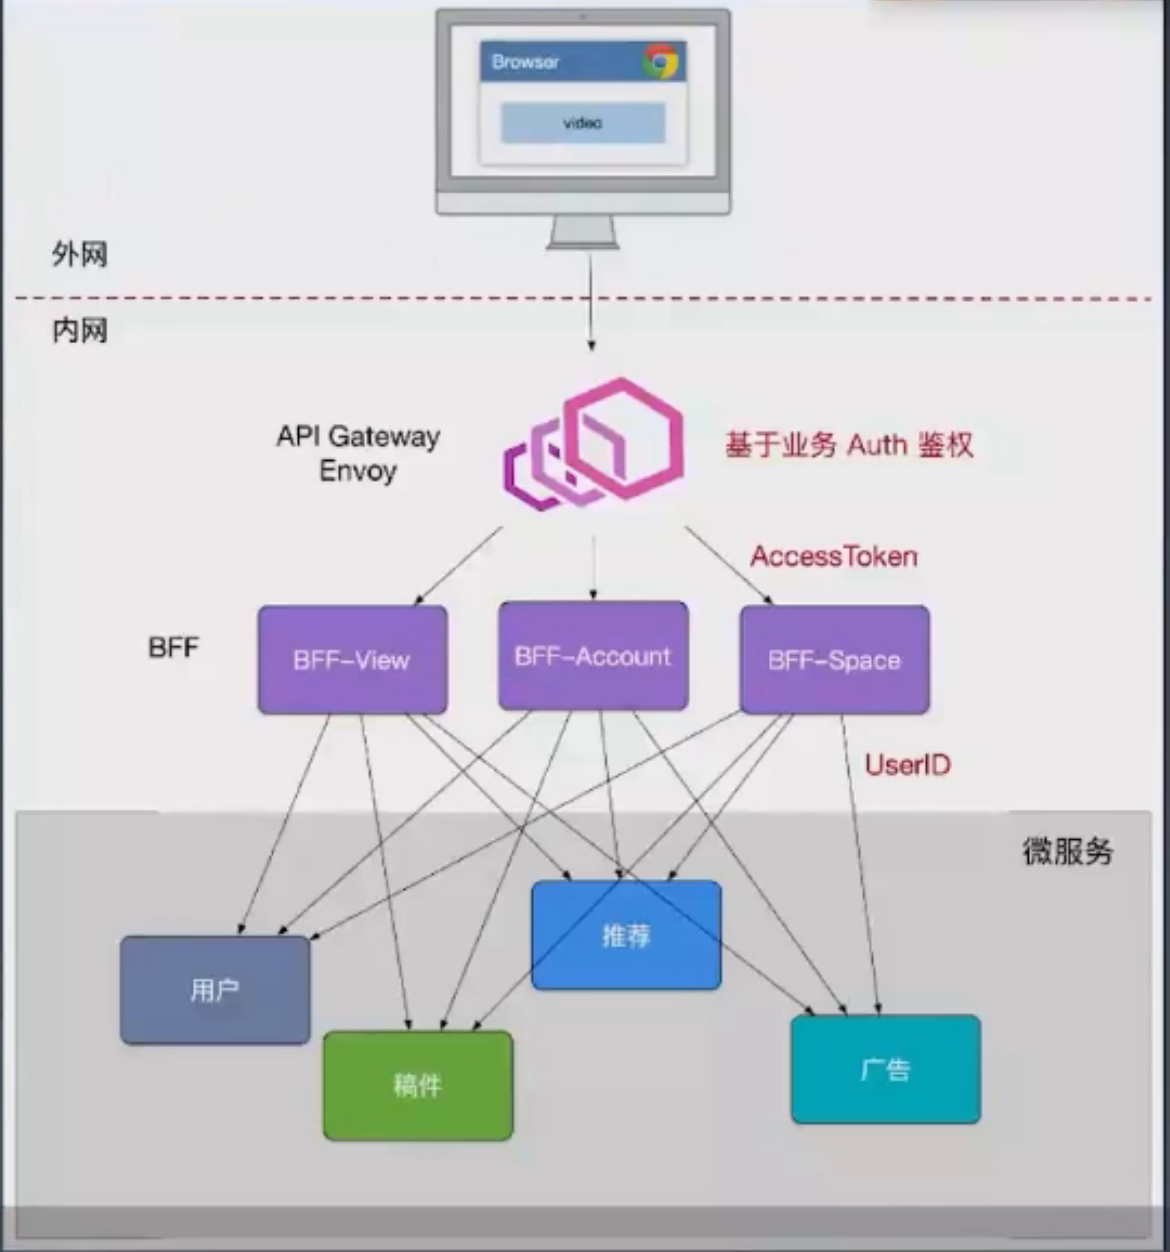 Browser
video
外网
内网
API Gateway
Envoy
基于业务 Auth 鉴权
AccessToken
BFF
BFF-View
BFF-Account
BFF-Space
UserID
微服务
推荐
用户
广告
稿件